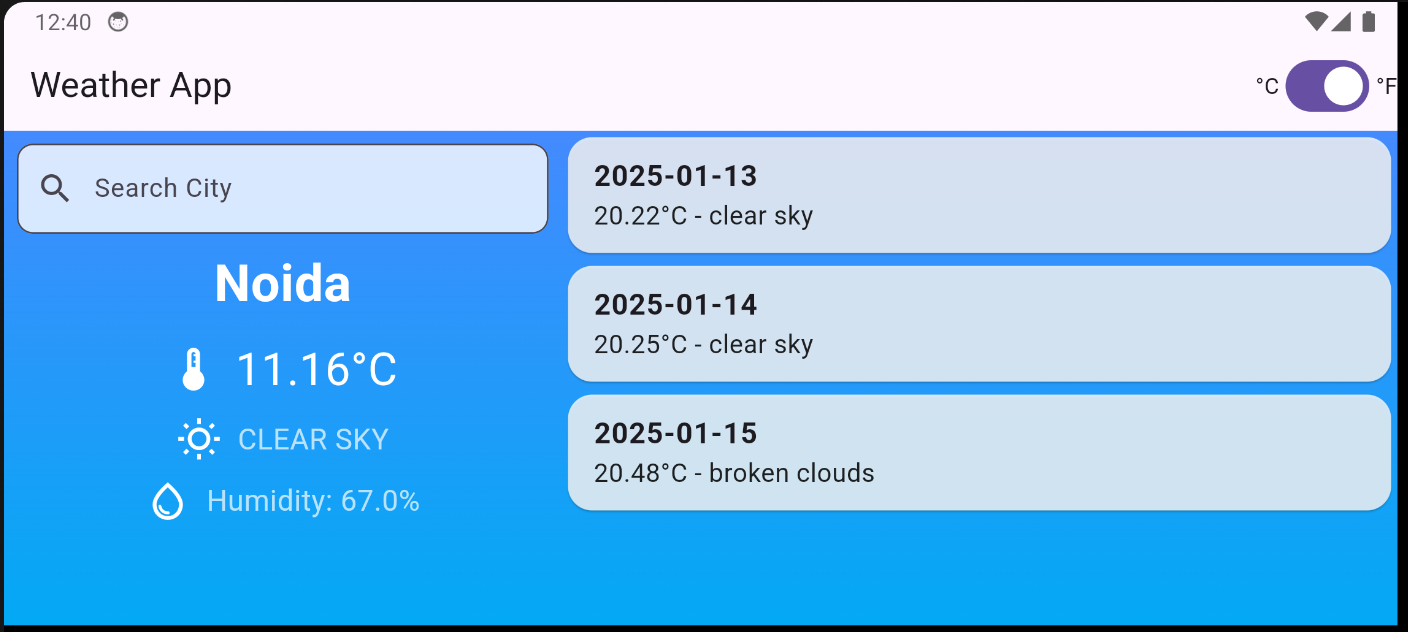 12:40
Weather App
°C °F
Search City
Noida
11.16°C
CLEAR SKY
Humidity: 67.0%
2025-01-13
20.22°C - clear sky
2025-01-14
20.25°C - clear sky
2025-01-15
20.48°C - broken clouds